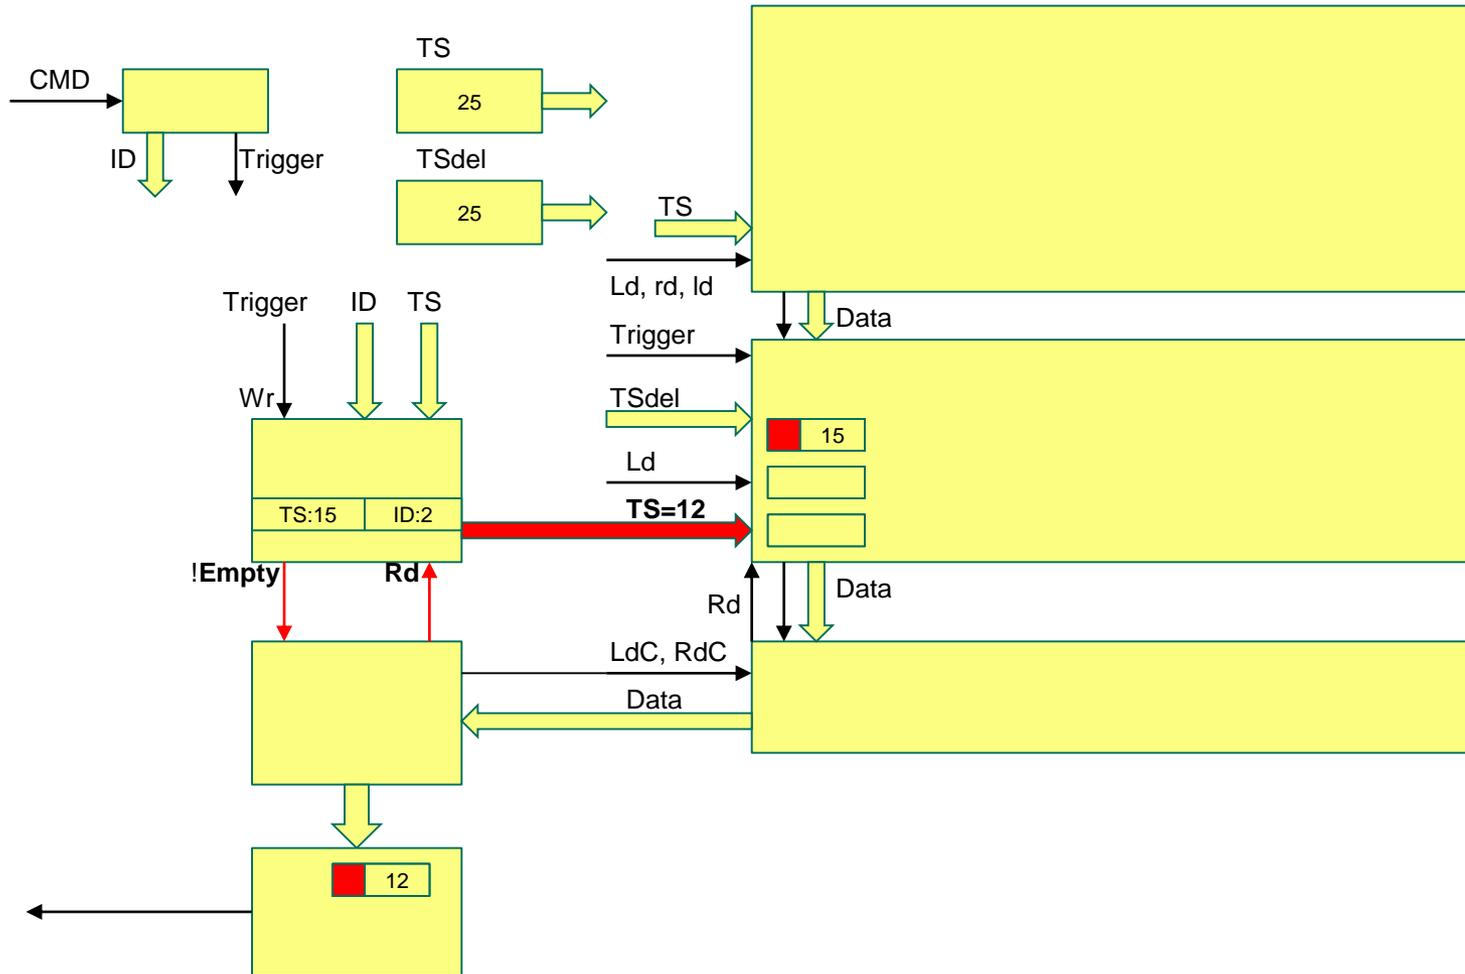 TS
CMD
25
ID
Trigger
TSdel
25
TS
Ld, rd, ld
Trigger
ID
TS
Data
Trigger
Wr
TSdel
15
Ld
TS=12
TS:15
ID:2
!Empty
Rd
Data
Rd
LdC, RdC
Data
12